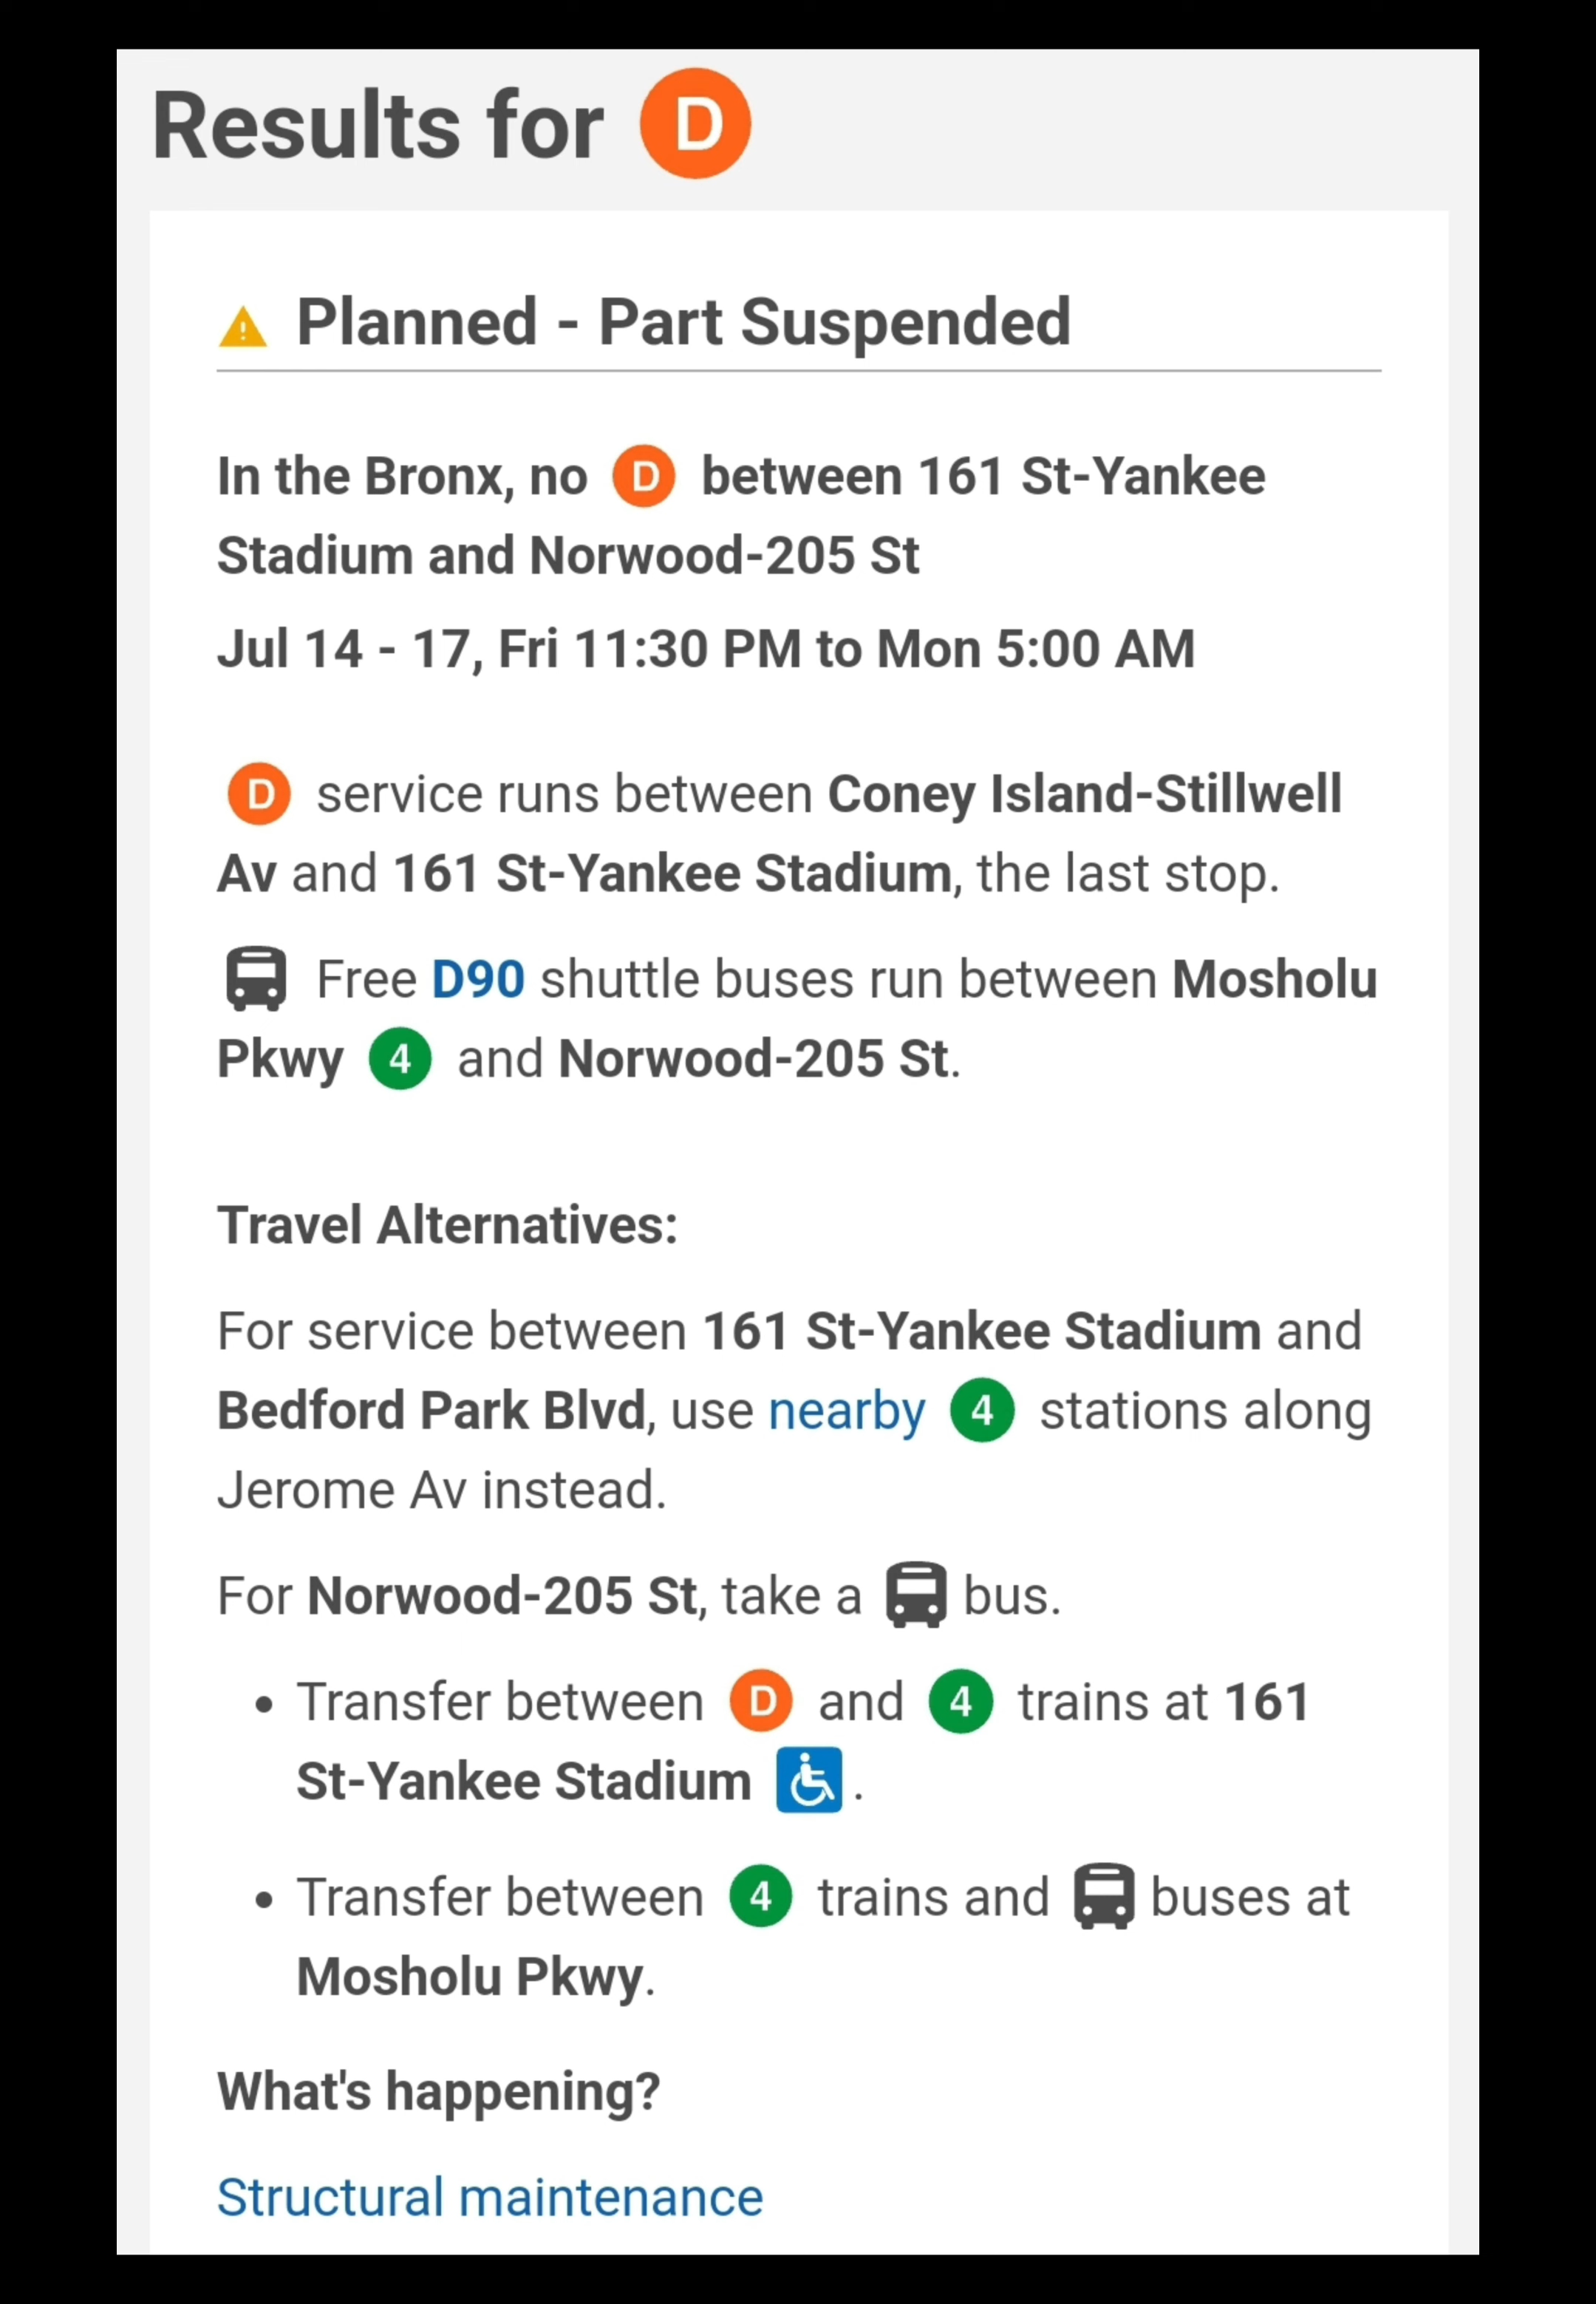 Results for D
Planned - Part Suspended
In the Bronx, no D between 161 St-Yankee
Stadium and Norwood-205 St
Jul 14 - 17, Fri 11:30 PM to Mon 5:00 AM
D service runs between Coney Island-Stillwell
Av and 161 St-Yankee Stadium, the last stop.
Free D90 shuttle buses run between Mosholu
Pkwy 4 and Norwood-205 St.
Travel Alternatives:
For service between 161 St-Yankee Stadium and
Bedford Park Blvd, use nearby 4 stations along
Jerome Av instead.
For Norwood-205 St, take a bus.
• Transfer between D and 4 trains at 161
St-Yankee Stadium .
• Transfer between 4 trains and buses at
Mosholu Pkwy.
What's happening?
Structural maintenance